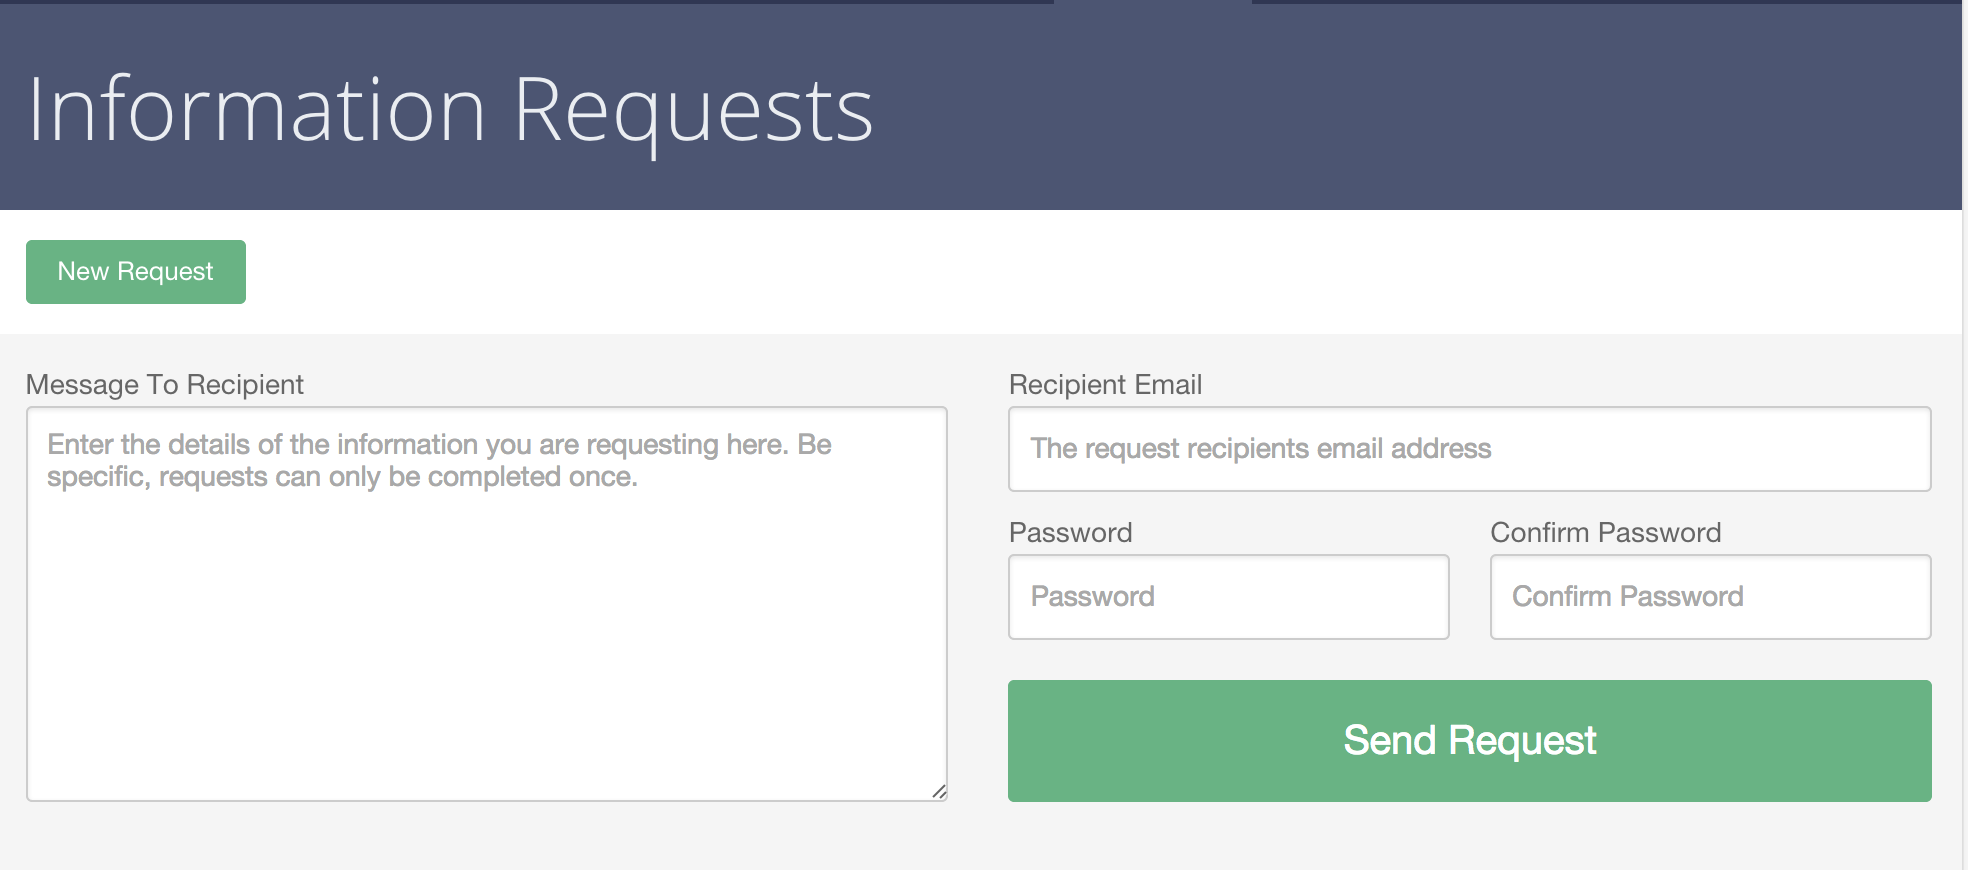 Information Requests
New Request
Message To Recipient
Enter the details of the information you are requesting here. Be
specific, requests can only be completed once.
Recipient Email
The request recipients email address
Password
Confirm Password
Password
Confirm Password
Send Request